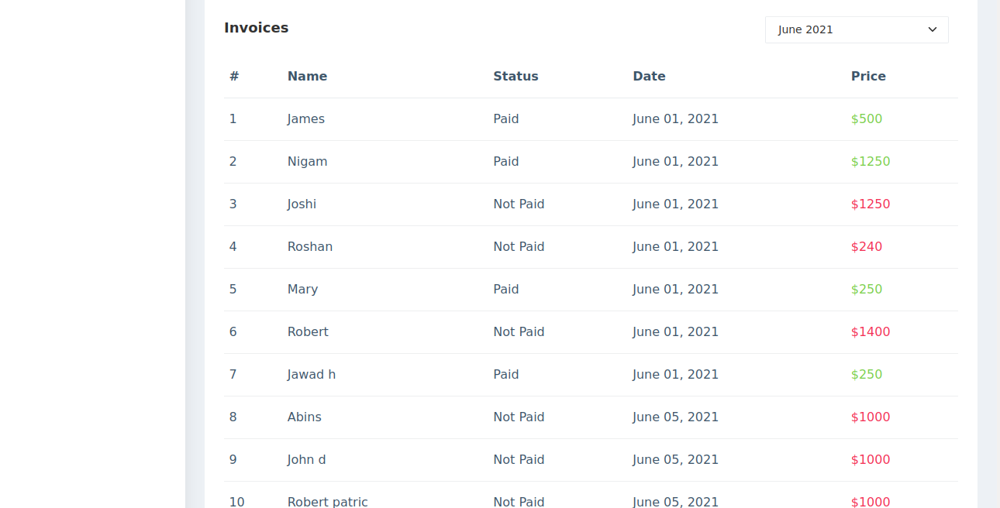 Invoices
June 2021
# Name Status Date Price
1 James Paid June 01, 2021 $500
2 Nigam Paid June 01, 2021 $1250
3 Joshi Not Paid June 01, 2021 $1250
4 Roshan Not Paid June 01, 2021 $240
5 Mary Paid June 01, 2021 $250
6 Robert Not Paid June 01, 2021 $1400
7 Jawad h Paid June 01, 2021 $250
8 Abins Not Paid June 05, 2021 $1000
9 John d Not Paid June 05, 2021 $1000
10 Robert patric Not Paid June 05, 2021 $1000